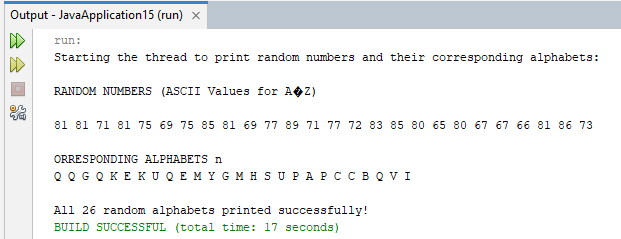 Output - JavaApplication15 (run) ×
run:
Starting the thread to print random numbers and their corresponding alphabets:
RANDOM NUMBERS (ASCII Values for A�Z)
81 81 71 81 75 69 75 85 81 69 77 89 71 77 72 83 85 80 65 80 67 67 66 81 86 73
ORRESPONDING ALPHABETS n
Q Q G Q K E K U Q E M Y G M H S U P A P C C B Q V I
All 26 random alphabets printed successfully!
BUILD SUCCESSFUL (total time: 17 seconds)